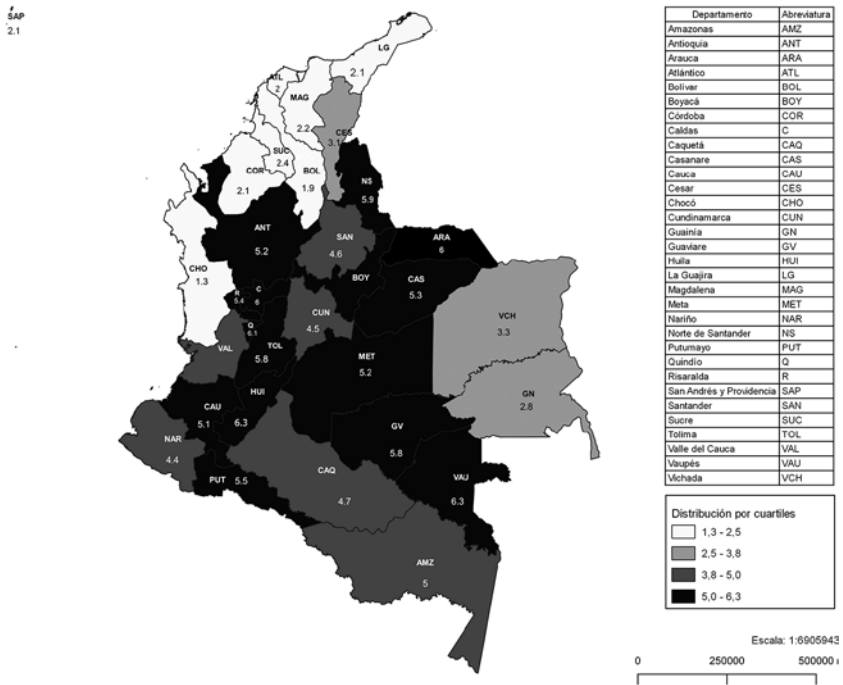 SAP
2.1
LG
2.1
ATL
2
MAG
2.2
CES
3.1
SUC
2.4
COR
2.1
BOL
1.9
NS
5.9
ANT
5.2
SAN
4.6
ARA
6
CHO
1.3
BOY
CAS
5.3
R
5.4
C
6
CUN
4.5
VCH
3.3
Q
6.1
TOL
5.8
VAL
MET
5.2
HUI
6.3
GN
2.8
CAU
5.1
GV
5.8
NAR
4.4
PUT
5.5
CAQ
4.7
VAU
6.3
AMZ
5
Departamento Abreviatura
Amazonas AMZ
Antioquia ANT
Arauca ARA
Atlántico ATL
Bolívar BOL
Boyacá BOY
Córdoba COR
Caldas C
Caquetá CAQ
Casanare CAS
Cauca CAU
Cesar CES
Chocó CHO
Cundinamarca CUN
Guainía GN
Guaviare GV
Huila HUI
La Guajira LG
Magdalena MAG
Meta MET
Nariño NAR
Norte de Santander NS
Putumayo PUT
Quindío Q
Risaralda R
San Andrés y Providencia SAP
Santander SAN
Sucre SUC
Tolima TOL
Valle del Cauca VAL
Vaupés VAU
Vichada VCH
Distribución por cuartiles
1,3 - 2,5
2,5 - 3,8
3,8 - 5,0
5,0 - 6,3
Escala: 1:6905943
0 250000 500000